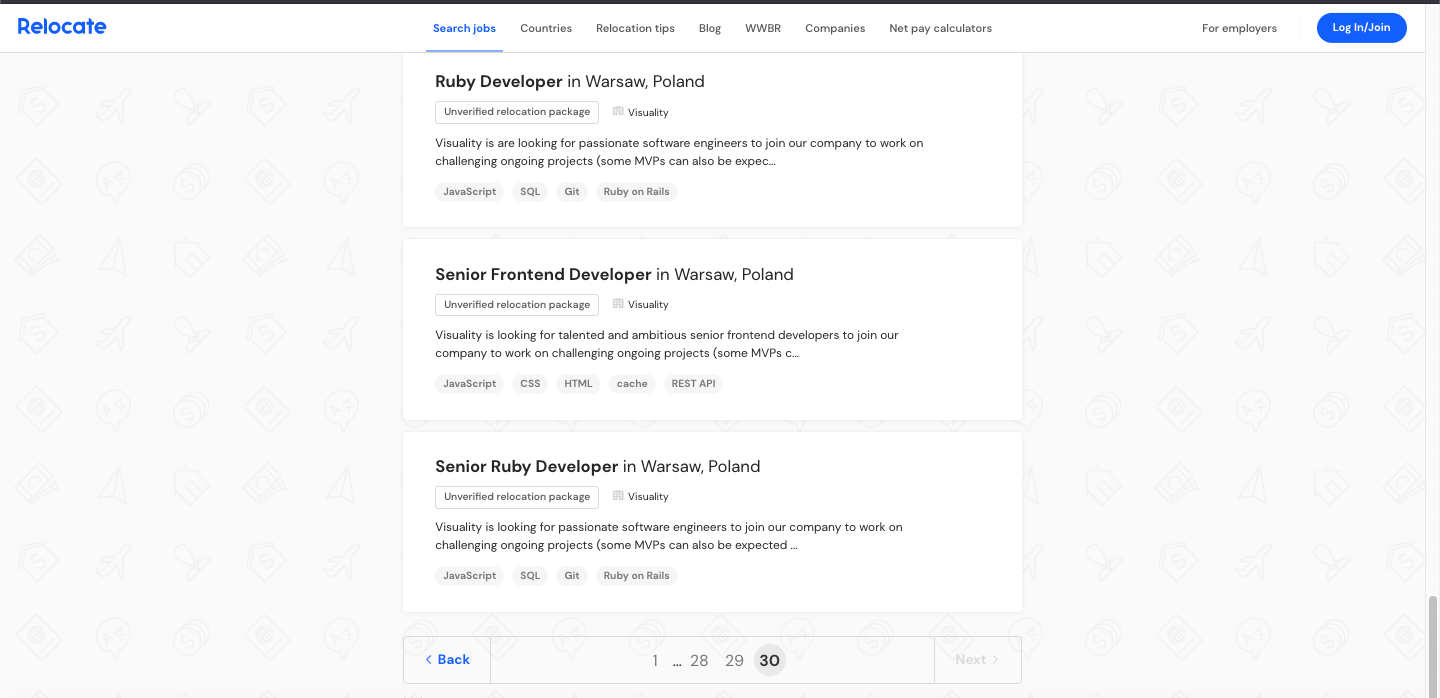 Relocate Search jobs Countries Relocation tips Blog WWBR Companies Net pay calculators For employers Log In/Join
Ruby Developer in Warsaw, Poland
Unverified relocation package Visuality
Visuality is are looking for passionate software engineers to join our company to work on
challenging ongoing projects (some MVPs can also be expec...
JavaScript SQL Git Ruby on Rails
Senior Frontend Developer in Warsaw, Poland
Unverified relocation package Visuality
Visuality is looking for talented and ambitious senior frontend developers to join our
company to work on challenging ongoing projects (some MVPs c...
JavaScript CSS HTML cache REST API
Senior Ruby Developer in Warsaw, Poland
Unverified relocation package Visuality
Visuality is looking for passionate software engineers to join our company to work on
challenging ongoing projects (some MVPs can also be expected ...
JavaScript SQL Git Ruby on Rails
Back 1 ... 28 29 30 Next